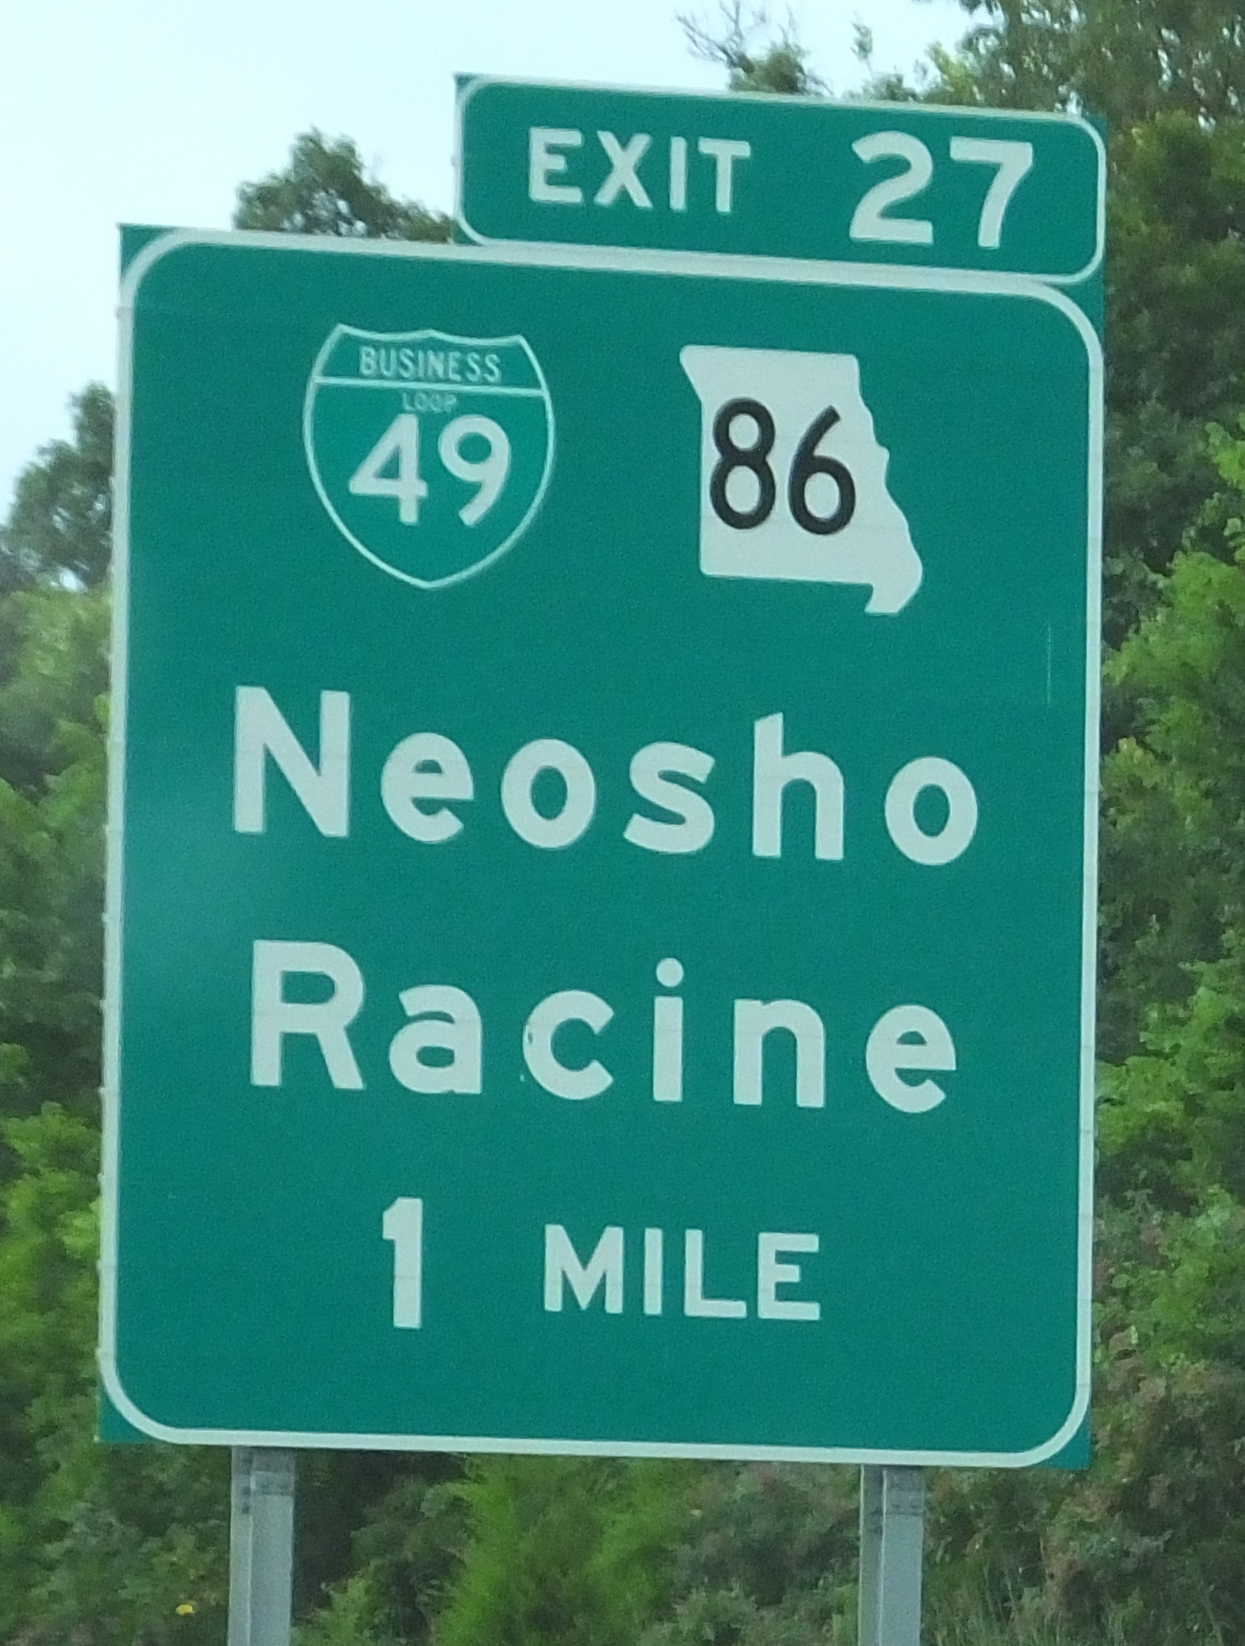 EXIT 27
BUSINESS
LOOP
49
86
Neosho
Racine
1 MILE